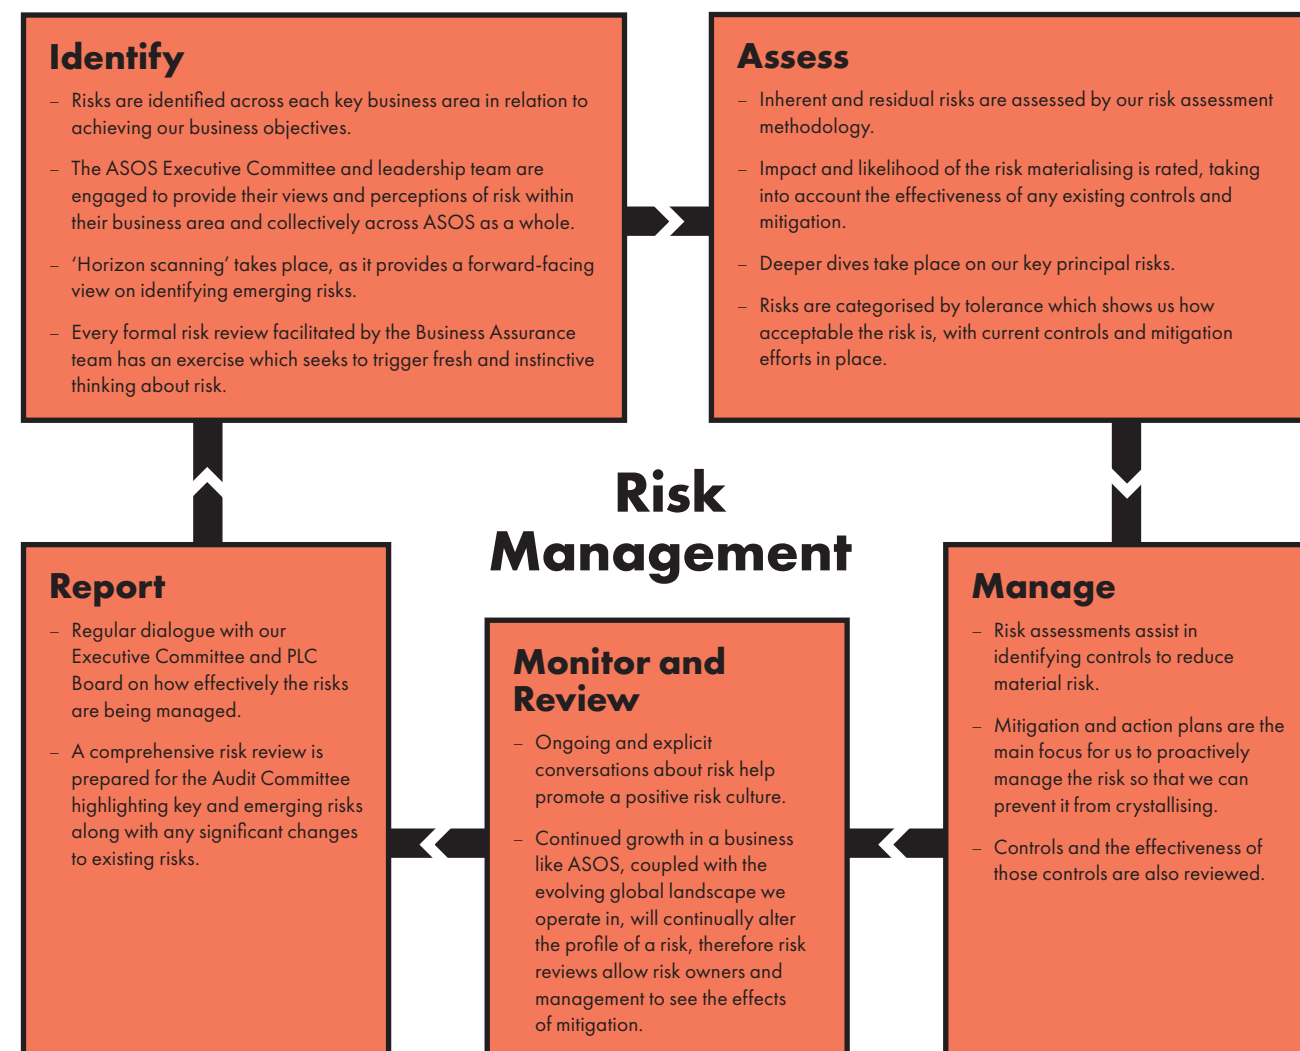 Identify
– Risks are identified across each key business area in relation to
achieving our business objectives.
– The ASOS Executive Committee and leadership team are
engaged to provide their views and perceptions of risk within
their business area and collectively across ASOS as a whole.
– ‘Horizon scanning’ takes place, as it provides a forward-facing
view on identifying emerging risks.
– Every formal risk review facilitated by the Business Assurance
team has an exercise which seeks to trigger fresh and instinctive
thinking about risk.
Assess
– Inherent and residual risks are assessed by our risk assessment
methodology.
– Impact and likelihood of the risk materialising is rated, taking
into account the effectiveness of any existing controls and
mitigation.
– Deeper dives take place on our key principal risks.
– Risks are categorised by tolerance which shows us how
acceptable the risk is, with current controls and mitigation
efforts in place.
Risk
Management
Report
– Regular dialogue with our
Executive Committee and PLC
Board on how effectively the risks
are being managed.
– A comprehensive risk review is
prepared for the Audit Committee
highlighting key and emerging risks
along with any significant changes
to existing risks.
Monitor and
Review
– Ongoing and explicit
conversations about risk help
promote a positive risk culture.
– Continued growth in a business
like ASOS, coupled with the
evolving global landscape we
operate in, will continually alter
the profile of a risk, therefore risk
reviews allow risk owners and
management to see the effects
of mitigation.
Manage
– Risk assessments assist in
identifying controls to reduce
material risk.
– Mitigation and action plans are the
main focus for us to proactively
manage the risk so that we can
prevent it from crystallising.
– Controls and the effectiveness of
those controls are also reviewed.